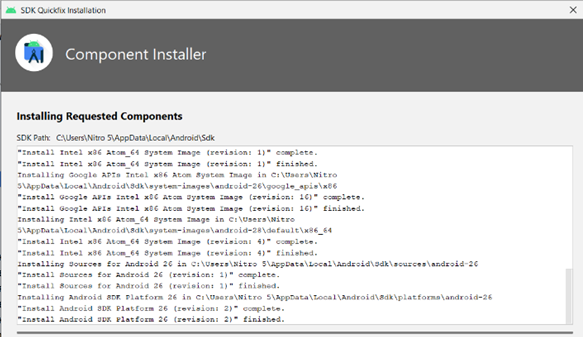 SDK Quickfix Installation
Component Installer
Installing Requested Components
SDK Path: C:\Users\Nitro 5\AppData\Local\Android\Sdk
"Install Intel x86 Atom_64 System Image (revision: 1)" complete.
"Install Intel x86 Atom_64 System Image (revision: 1)" finished.
Installing Google APIs Intel x86 Atom System Image in C:\Users\Nitro
5\AppData\Local\Android\Sdk\system-images\android-26\google_apis\x86
"Install Google APIs Intel x86 Atom System Image (revision: 16)" complete.
"Install Google APIs Intel x86 Atom System Image (revision: 16)" finished.
Installing Intel x86 Atom_64 System Image in C:\Users\Nitro
5\AppData\Local\Android\Sdk\system-images\android-28\default\x86_64
"Install Intel x86 Atom_64 System Image (revision: 4)" complete.
"Install Intel x86 Atom_64 System Image (revision: 4)" finished.
Installing Sources for Android 26 in C:\Users\Nitro 5\AppData\Local\Android\Sdk\sources\android-26
"Install Sources for Android 26 (revision: 1)" complete.
"Install Sources for Android 26 (revision: 1)" finished.
Installing Android SDK Platform 26 in C:\Users\Nitro 5\AppData\Local\Android\Sdk\platforms\android-26
"Install Android SDK Platform 26 (revision: 2)" complete.
"Install Android SDK Platform 26 (revision: 2)" finished.